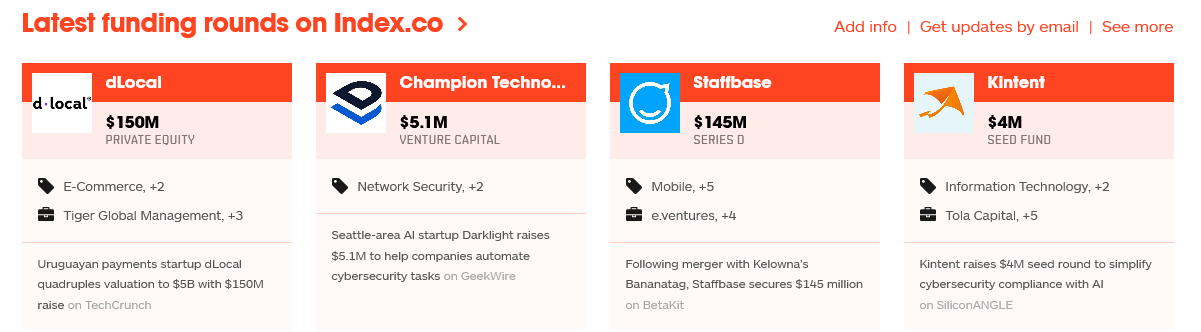 Latest funding rounds on Index.co
Add info | Get updates by email | See more
d·local
dLocal
$150M
PRIVATE EQUITY
E-Commerce, +2
Tiger Global Management, +3
Uruguayan payments startup dLocal
quadruples valuation to $5B with $150M
raise on TechCrunch
Champion Techno...
$5.1M
VENTURE CAPITAL
Network Security, +2
Seattle-area AI startup Darklight raises
$5.1M to help companies automate
cybersecurity tasks on GeekWire
Staffbase
$145M
SERIES D
Mobile, +5
e.ventures, +4
Following merger with Kelowna's
Bananatag, Staffbase secures $145 million
on BetaKit
Kintent
$4M
SEED FUND
Information Technology, +2
Tola Capital, +5
Kintent raises $4M seed round to simplify
cybersecurity compliance with AI
on SiliconANGLE